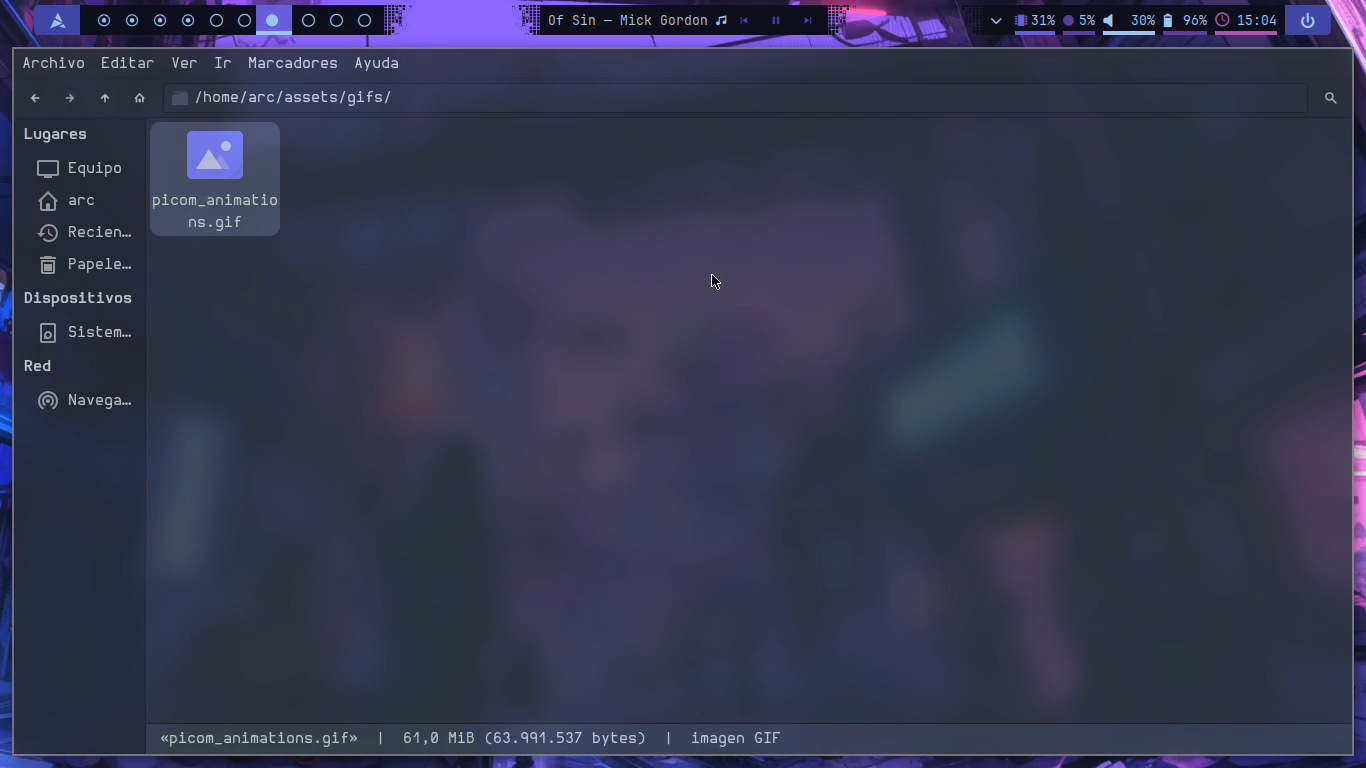 Of Sin — Mick Gordon
31%
5%
30%
96%
15:04
Archivo Editar Ver Ir Marcadores Ayuda
/home/arc/assets/gifs/
Lugares
Equipo
arc
Recien…
Papele…
Dispositivos
Sistem…
Red
Navega…
picom_animatio
ns.gif
«picom_animations.gif» | 61,0 MiB (63.991.537 bytes) | imagen GIF